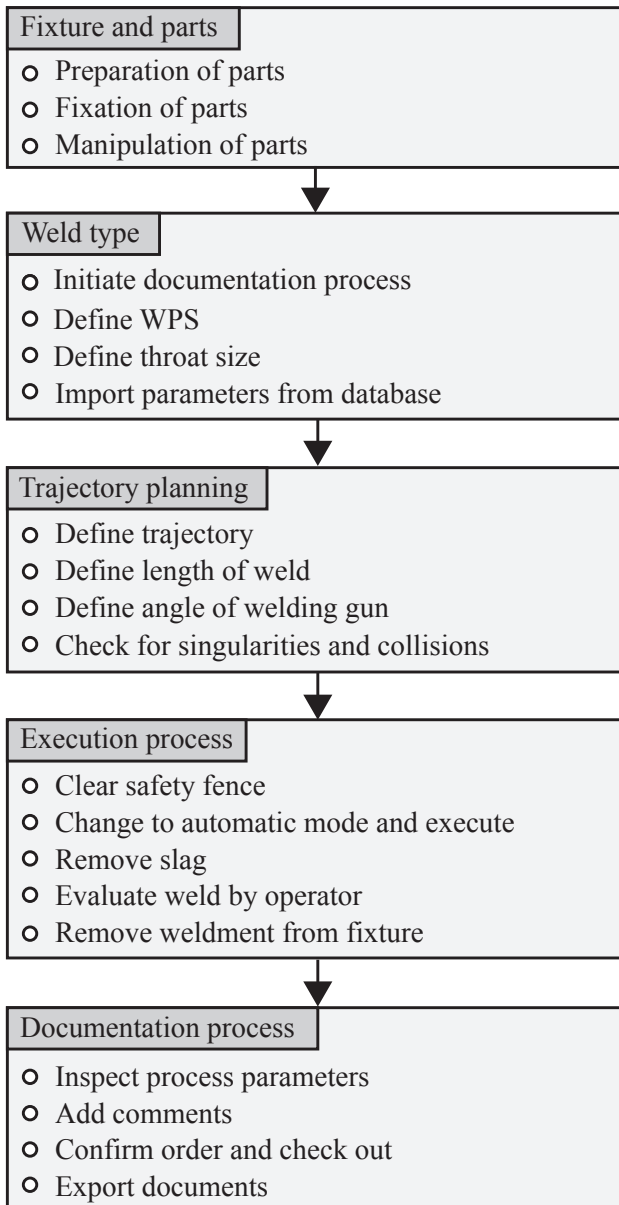 Fixture and parts
Preparation of parts
Fixation of parts
Manipulation of parts
Weld type
Initiate documentation process
Define WPS
Define throat size
Import parameters from database
Trajectory planning
Define trajectory
Define length of weld
Define angle of welding gun
Check for singularities and collisions
Execution process
Clear safety fence
Change to automatic mode and execute
Remove slag
Evaluate weld by operator
Remove weldment from fixture
Documentation process
Inspect process parameters
Add comments
Confirm order and check out
Export documents